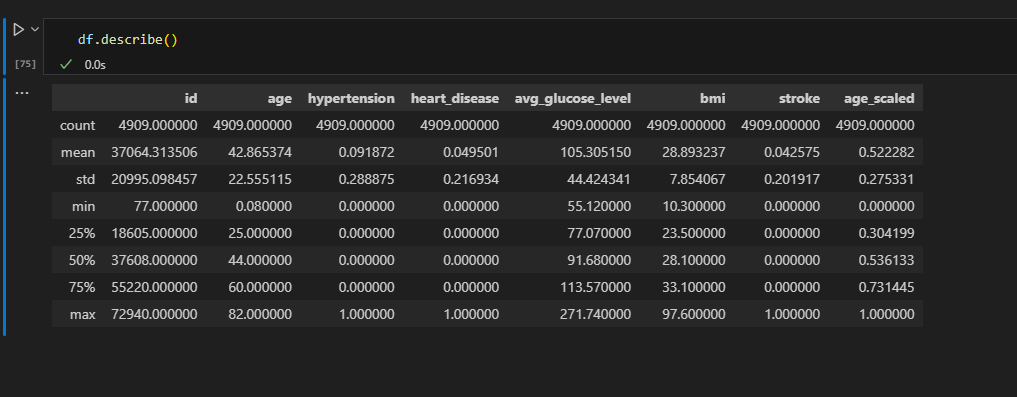 df.describe()
[75] 0.0s
...
id age hypertension heart_disease avg_glucose_level bmi stroke age_scaled
count 4909.000000 4909.000000 4909.000000 4909.000000 4909.000000 4909.000000 4909.000000 4909.000000
mean 37064.313506 42.865374 0.091872 0.049501 105.305150 28.893237 0.042575 0.522282
std 20995.098457 22.555115 0.288875 0.216934 44.424341 7.854067 0.201917 0.275331
min 77.000000 0.080000 0.000000 0.000000 55.120000 10.300000 0.000000 0.000000
25% 18605.000000 25.000000 0.000000 0.000000 77.070000 23.500000 0.000000 0.304199
50% 37608.000000 44.000000 0.000000 0.000000 91.680000 28.100000 0.000000 0.536133
75% 55220.000000 60.000000 0.000000 0.000000 113.570000 33.100000 0.000000 0.731445
max 72940.000000 82.000000 1.000000 1.000000 271.740000 97.600000 1.000000 1.000000